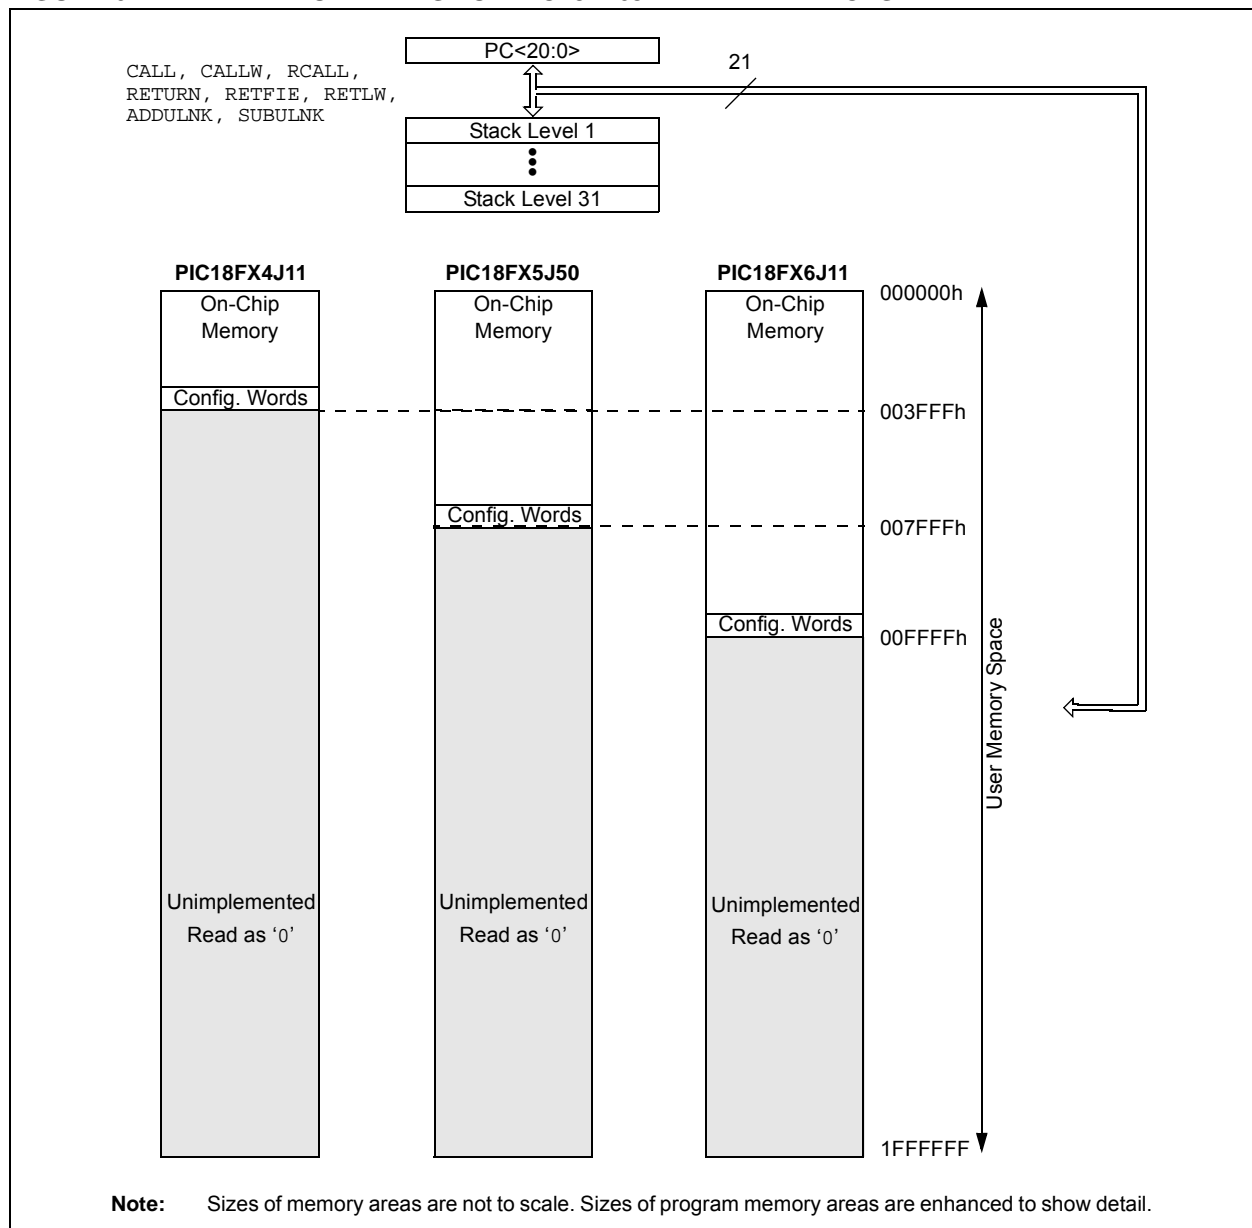 PC<20:0>
21
CALL, CALLW, RCALL,
RETURN, RETFIE, RETLW,
ADDULNK, SUBULNK
Stack Level 1
Stack Level 31
PIC18FX4J11
PIC18FX5J50
PIC18FX6J11
On-Chip
Memory
On-Chip
Memory
On-Chip
Memory
000000h
Config. Words
003FFFh
Config. Words
007FFFh
Config. Words
00FFFFh
User Memory Space
Unimplemented
Read as ‘0’
Unimplemented
Read as ‘0’
Unimplemented
Read as ‘0’
1FFFFFF
Note: Sizes of memory areas are not to scale. Sizes of program memory areas are enhanced to show detail.